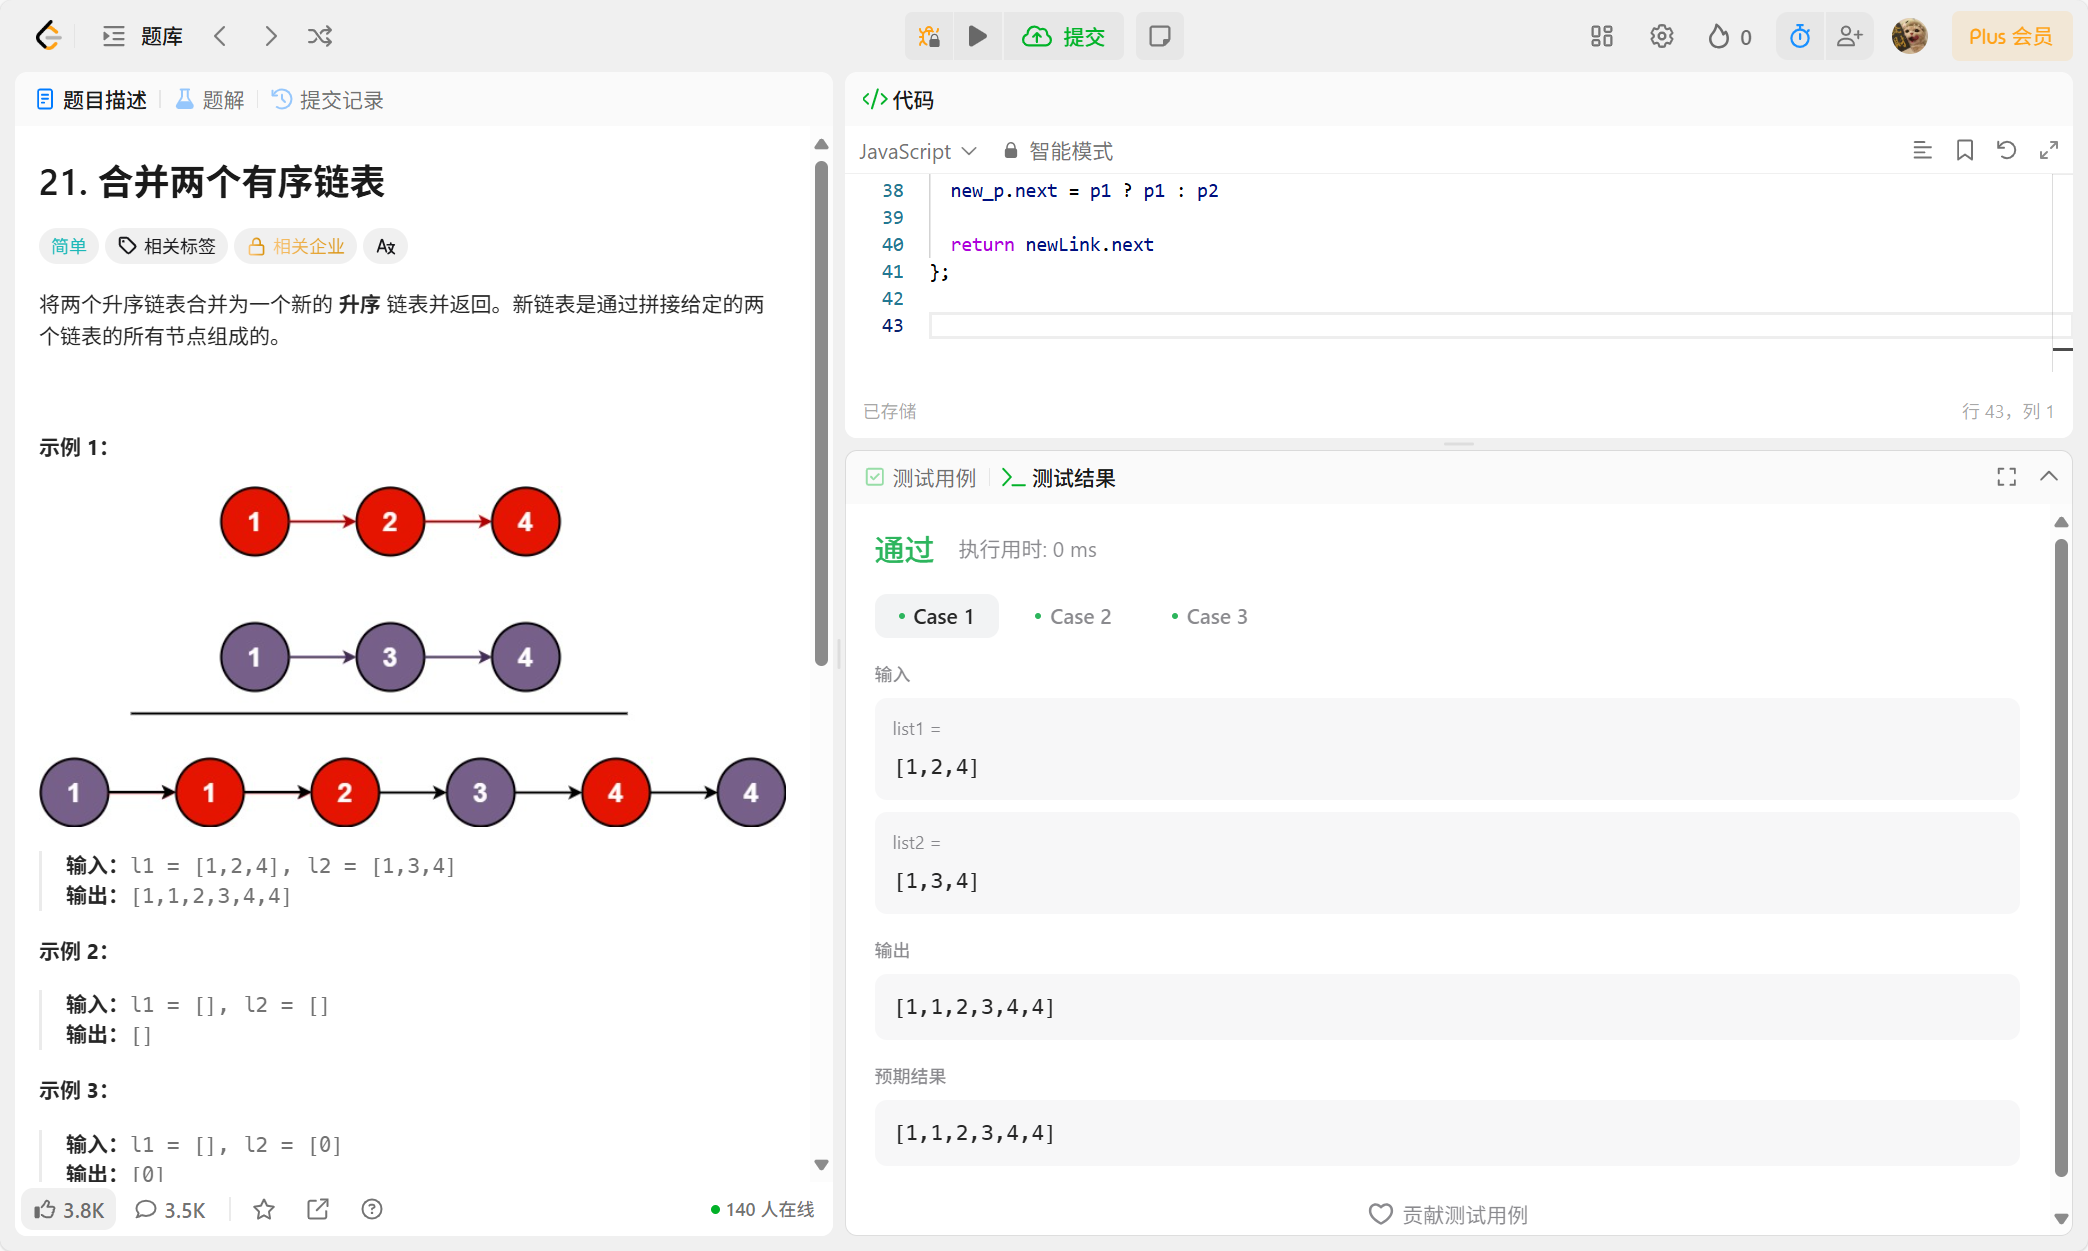 题库
提交
0
Plus 会员
题目描述
题解
提交记录
21. 合并两个有序链表
简单
相关标签
相关企业
将两个升序链表合并为一个新的 升序 链表并返回。新链表是通过拼接给定的两
个链表的所有节点组成的。
示例 1：
1 2 4
1 3 4
1 1 2 3 4 4
输入：l1 = [1,2,4], l2 = [1,3,4]
输出：[1,1,2,3,4,4]
示例 2：
输入：l1 = [], l2 = []
输出：[]
示例 3：
输入：l1 = [], l2 = [0]
输出：[0]
3.8K
3.5K
140 人在线
代码
JavaScript
智能模式
38 new_p.next = p1 ? p1 : p2
39
40 return newLink.next
41 };
42
43
已存储
行 43，列 1
测试用例
测试结果
通过
执行用时: 0 ms
Case 1
Case 2
Case 3
输入
list1 =
[1,2,4]
list2 =
[1,3,4]
输出
[1,1,2,3,4,4]
预期结果
[1,1,2,3,4,4]
贡献测试用例